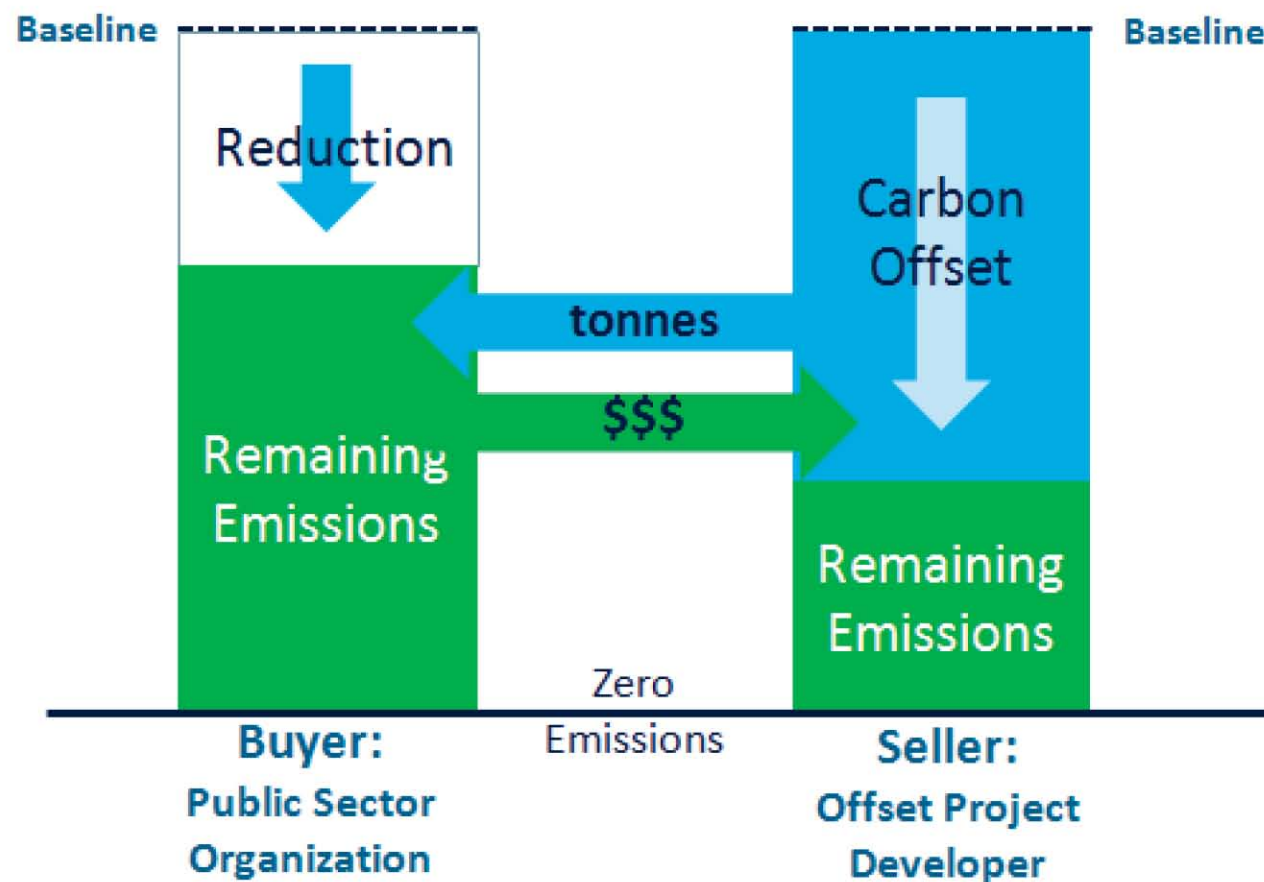 Baseline
Baseline
Reduction
Carbon
Offset
tonnes
$$$
Remaining
Emissions
Remaining
Emissions
Zero
Emissions
Buyer:
Public Sector
Organization
Seller:
Offset Project
Developer